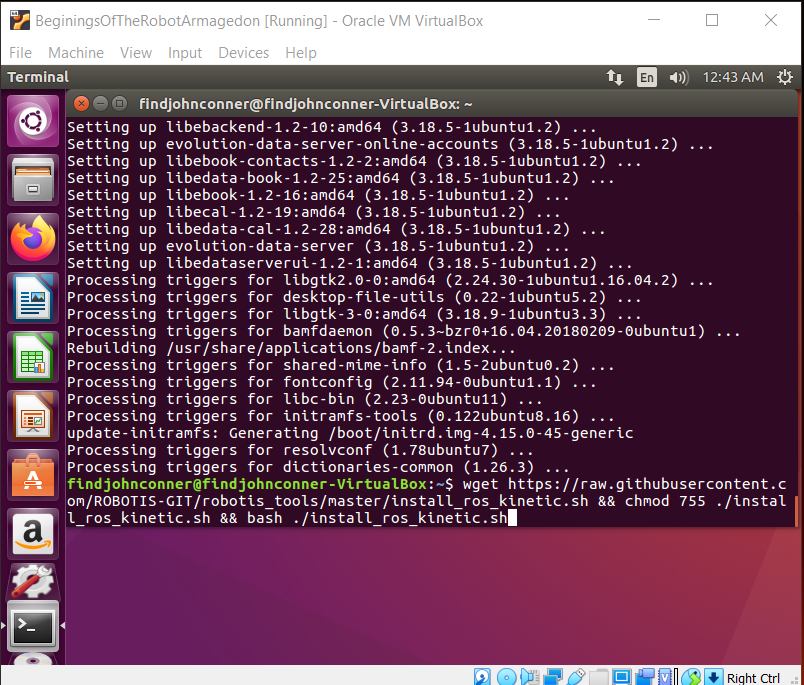 BeginingsOfTheRobotArmagedon [Running] - Oracle VM VirtualBox
File Machine View Input Devices Help
Terminal En 12:43 AM
findjohnconner@findjohnconner-VirtualBox: ~
Setting up libebackend-1.2-10:amd64 (3.18.5-1ubuntu1.2) ...
Setting up evolution-data-server-online-accounts (3.18.5-1ubuntu1.2) ...
Setting up libebook-contacts-1.2-2:amd64 (3.18.5-1ubuntu1.2) ...
Setting up libedata-book-1.2-25:amd64 (3.18.5-1ubuntu1.2) ...
Setting up libebook-1.2-16:amd64 (3.18.5-1ubuntu1.2) ...
Setting up libecal-1.2-19:amd64 (3.18.5-1ubuntu1.2) ...
Setting up libedata-cal-1.2-28:amd64 (3.18.5-1ubuntu1.2) ...
Setting up evolution-data-server (3.18.5-1ubuntu1.2) ...
Setting up libedataserverui-1.2-1:amd64 (3.18.5-1ubuntu1.2) ...
Processing triggers for libgtk2.0-0:amd64 (2.24.30-1ubuntu1.16.04.2) ...
Processing triggers for desktop-file-utils (0.22-1ubuntu5.2) ...
Processing triggers for libgtk-3-0:amd64 (3.18.9-1ubuntu3.3) ...
Processing triggers for bamfdaemon (0.5.3~bzr0+16.04.20180209-0ubuntu1) ...
Rebuilding /usr/share/applications/bamf-2.index...
Processing triggers for shared-mime-info (1.5-2ubuntu0.2) ...
Processing triggers for fontconfig (2.11.94-0ubuntu1.1) ...
Processing triggers for libc-bin (2.23-0ubuntu11) ...
Processing triggers for initramfs-tools (0.122ubuntu8.16) ...
update-initramfs: Generating /boot/initrd.img-4.15.0-45-generic
Processing triggers for resolvconf (1.78ubuntu7) ...
Processing triggers for dictionaries-common (1.26.3) ...
findjohnconner@findjohnconner-VirtualBox:~$ wget https://raw.githubusercontent.c
om/ROBOTIS-GIT/robotis_tools/master/install_ros_kinetic.sh && chmod 755 ./instal
l_ros_kinetic.sh && bash ./install_ros_kinetic.sh
Right Ctrl